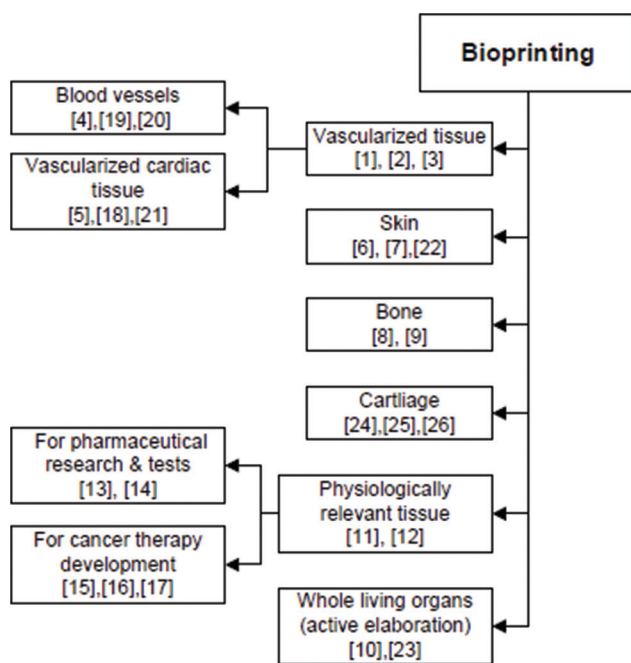 Bioprinting
Blood vessels
[4],[19],[20]
Vascularized cardiac
tissue
[5],[18],[21]
Vascularized tissue
[1], [2], [3]
Skin
[6], [7],[22]
Bone
[8], [9]
Cartliage
[24],[25],[26]
For pharmaceutical
research & tests
[13], [14]
For cancer therapy
development
[15],[16],[17]
Physiologically
relevant tissue
[11], [12]
Whole living organs
(active elaboration)
[10],[23]